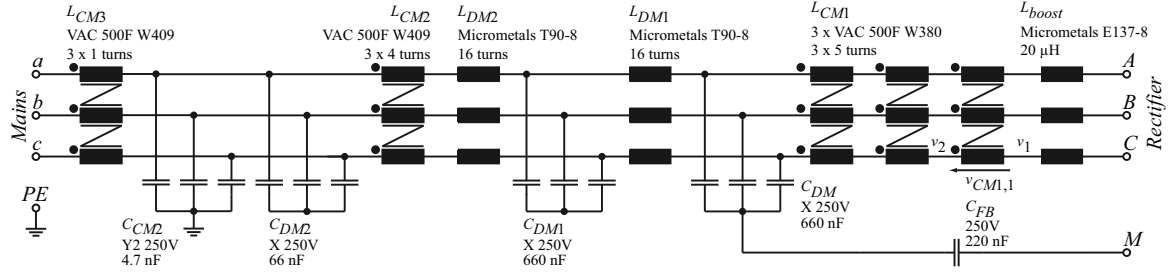 L_CM3
VAC 500F W409
3 x 1 turns
L_CM2
VAC 500F W409
3 x 4 turns
L_DM2
Micrometals T90-8
16 turns
L_DM1
Micrometals T90-8
16 turns
L_CM1
3 x VAC 500F W380
3 x 5 turns
L_boost
Micrometals E137-8
20 µH
a
b
c
Mains
PE
A
B
C
Rectifier
v_2
v_1
v_CM1,1
C_CM2
Y2 250V
4.7 nF
C_DM2
X 250V
66 nF
C_DM1
X 250V
660 nF
C_DM
X 250V
660 nF
C_FB
250V
220 nF
M